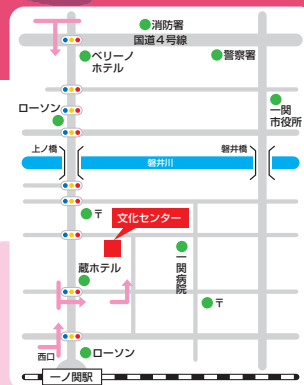 消防署
国道4号線
ベリーノ
ホテル
警察署
ローソン
一関
市役所
上ノ橋
磐井橋
磐井川
〒
文化センター
蔵ホテル
一関病院
〒
西口
ローソン
一ノ関駅